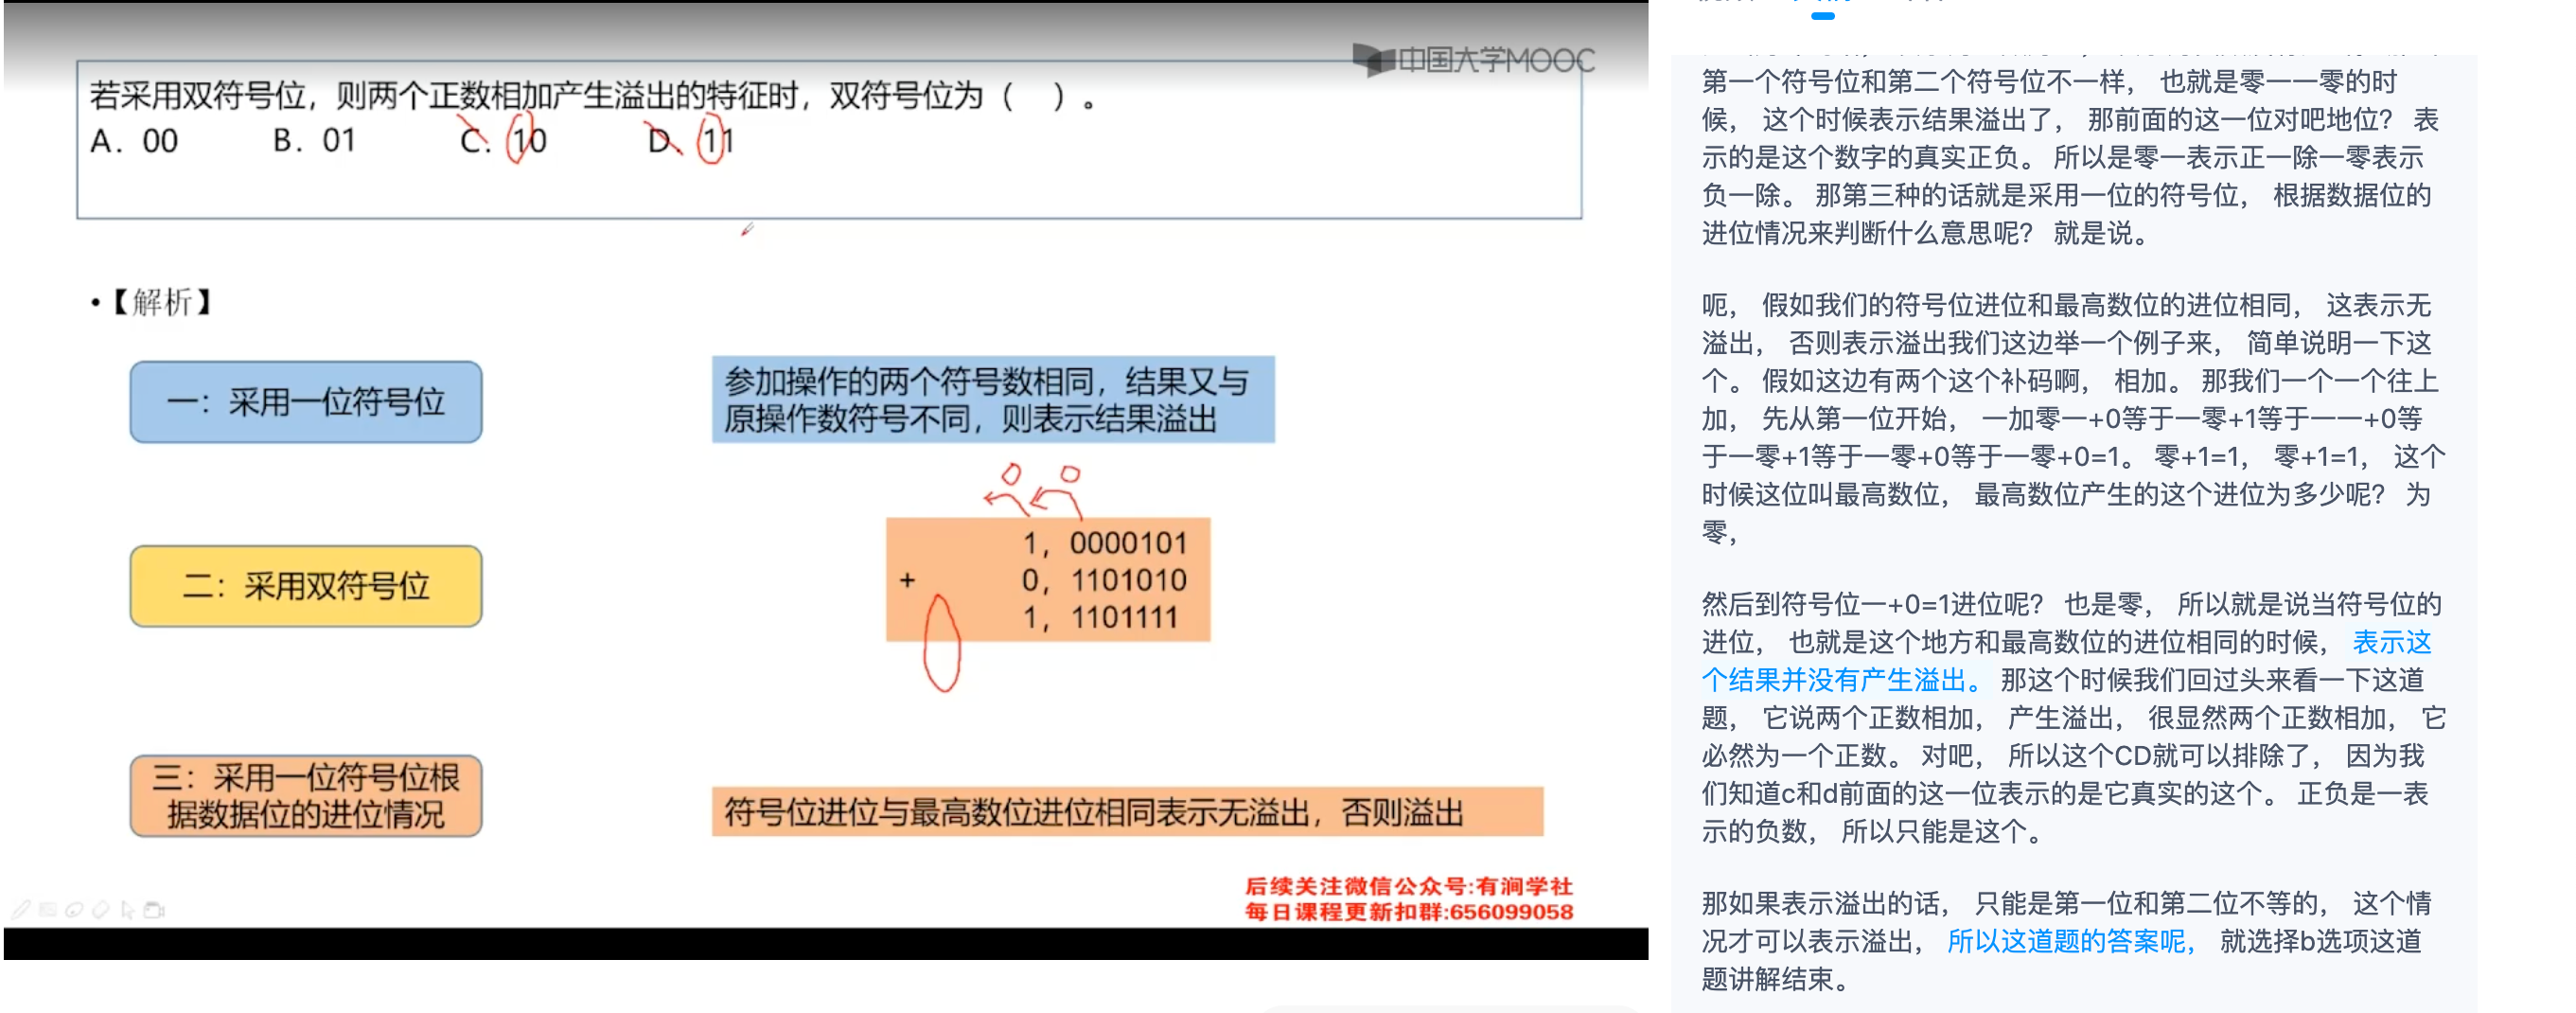 中国大学MOOC
若采用双符号位，则两个正数相加产生溢出的特征时，双符号位为（ ）。
A. 00 B. 01 C. 10 D. 11
•【解析】
一：采用一位符号位
参加操作的两个符号数相同，结果又与
原操作数符号不同，则表示结果溢出
0 0
二：采用双符号位
1, 0000101
+ 0, 1101010
1, 1101111
三：采用一位符号位根
据数据位的进位情况
符号位进位与最高数位进位相同表示无溢出，否则溢出
后续关注微信公众号:有涧学社
每日课程更新扣群:656099058
第一个符号位和第二个符号位不一样， 也就是零一一零的时
候， 这个时候表示结果溢出了， 那前面的这一位对吧地位？ 表
示的是这个数字的真实正负。 所以是零一表示正一除一零表示
负一除。 那第三种的话就是采用一位的符号位， 根据数据位的
进位情况来判断什么意思呢？ 就是说。
呃， 假如我们的符号位进位和最高数位的进位相同， 这表示无
溢出， 否则表示溢出我们这边举一个例子来， 简单说明一下这
个。 假如这边有两个这个补码啊， 相加。 那我们一个一个往上
加， 先从第一位开始， 一加零一+0等于一零+1等于一一+0等
于一零+1等于一零+0等于一零+0=1。 零+1=1， 零+1=1， 这个
时候这位叫最高数位， 最高数位产生的这个进位为多少呢？ 为
零，
然后到符号位一+0=1进位呢？ 也是零， 所以就是说当符号位的
进位， 也就是这个地方和最高数位的进位相同的时候， 表示这
个结果并没有产生溢出。 那这个时候我们回过头来看一下这道
题， 它说两个正数相加， 产生溢出， 很显然两个正数相加， 它
必然为一个正数。 对吧， 所以这个CD就可以排除了， 因为我
们知道c和d前面的这一位表示的是它真实的这个。 正负是一表
示的负数， 所以只能是这个。
那如果表示溢出的话， 只能是第一位和第二位不等的， 这个情
况才可以表示溢出， 所以这道题的答案呢， 就选择b选项这道
题讲解结束。